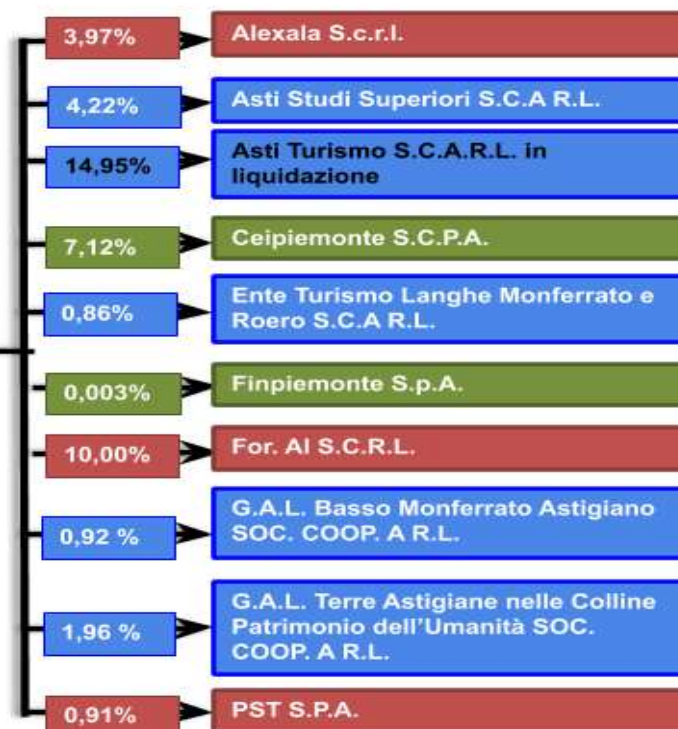 3,97%
Alexala S.c.r.l.
4,22%
Asti Studi Superiori S.C.A R.L.
14,95%
Asti Turismo S.C.A.R.L. in
liquidazione
7,12%
Ceipiemonte S.C.P.A.
0,86%
Ente Turismo Langhe Monferrato e
Roero S.C.A R.L.
0,003%
Finpiemonte S.p.A.
10,00%
For. Al S.C.R.L.
0,92 %
G.A.L. Basso Monferrato Astigiano
SOC. COOP. A R.L.
1,96 %
G.A.L. Terre Astigiane nelle Colline
Patrimonio dell’Umanità SOC.
COOP. A R.L.
0,91%
PST S.P.A.